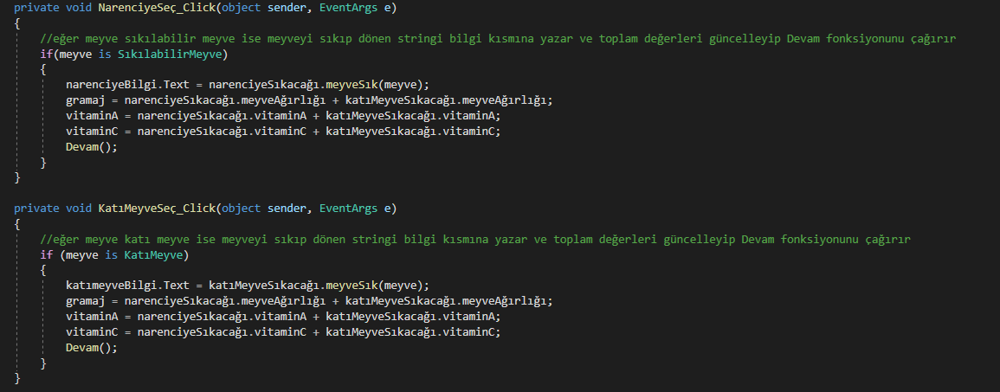 private void NarenciyeSeç_Click(object sender, EventArgs e)
{
//eğer meyve sıkılabilir meyve ise meyveyi sıkıp dönen stringi bilgi kısmına yazar ve toplam değerleri güncelleyip Devam fonksiyonunu çağırır
if(meyve is SıkılabilirMeyve)
{
narenciyeBilgi.Text = narenciyeSıkacağı.meyveSık(meyve);
gramaj = narenciyeSıkacağı.meyveAğırlığı + katıMeyveSıkacağı.meyveAğırlığı;
vitaminA = narenciyeSıkacağı.vitaminA + katıMeyveSıkacağı.vitaminA;
vitaminC = narenciyeSıkacağı.vitaminC + katıMeyveSıkacağı.vitaminC;
Devam();
}
}
private void KatıMeyveSeç_Click(object sender, EventArgs e)
{
//eğer meyve katı meyve ise meyveyi sıkıp dönen stringi bilgi kısmına yazar ve toplam değerleri güncelleyip Devam fonksiyonunu çağırır
if (meyve is KatıMeyve)
{
katımeyveBilgi.Text = katıMeyveSıkacağı.meyveSık(meyve);
gramaj = narenciyeSıkacağı.meyveAğırlığı + katıMeyveSıkacağı.meyveAğırlığı;
vitaminA = narenciyeSıkacağı.vitaminA + katıMeyveSıkacağı.vitaminA;
vitaminC = narenciyeSıkacağı.vitaminC + katıMeyveSıkacağı.vitaminC;
Devam();
}
}